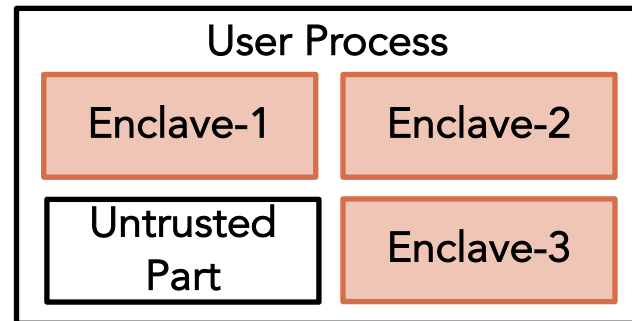 User Process
Enclave-1
Enclave-2
Untrusted
Part
Enclave-3